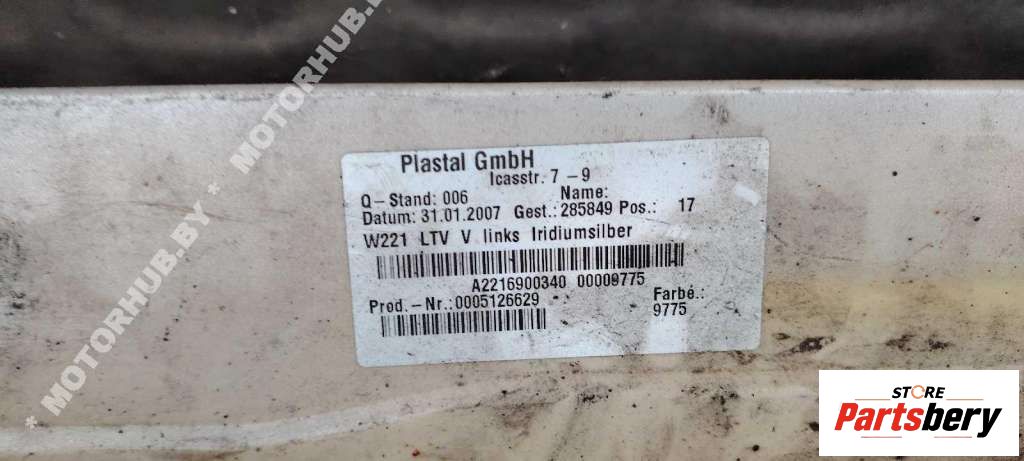 * MOTORHUB.BY * MOTORHUB.BY
Plastal GmbH
Icasstr. 7 - 9
Q-Stand: 006 Name:
Datum: 31.01.2007 Gest.: 285849 Pos.: 17
W221 LTV V links Iridiumsilber
A2216900340 00009775
Prod.-Nr.:0005126629 Farbé.:
9775
STORE
Partsbery